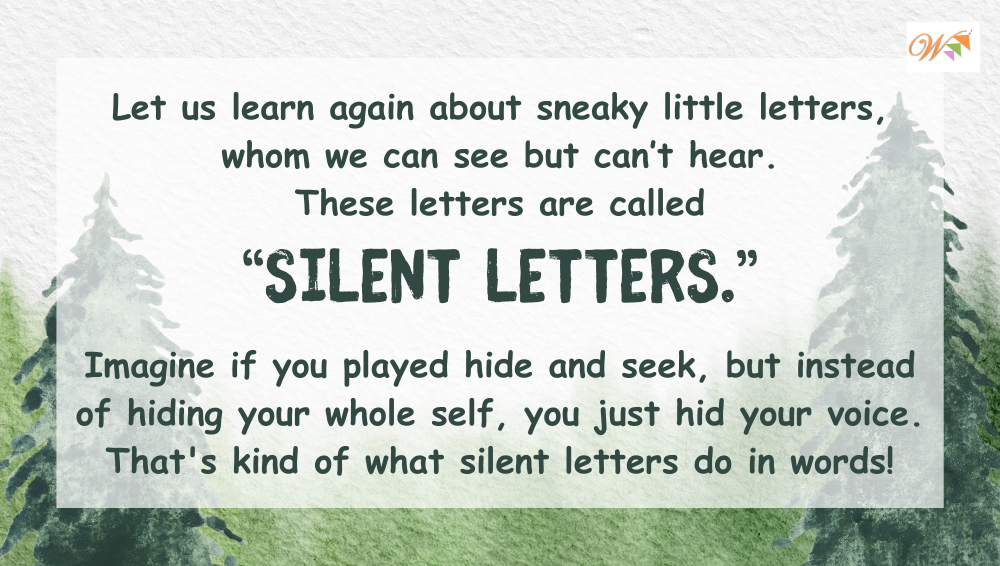 W
Let us learn again about sneaky little letters,
whom we can see but can’t hear.
These letters are called
“SILENT LETTERS.”
Imagine if you played hide and seek, but instead
of hiding your whole self, you just hid your voice.
That's kind of what silent letters do in words!